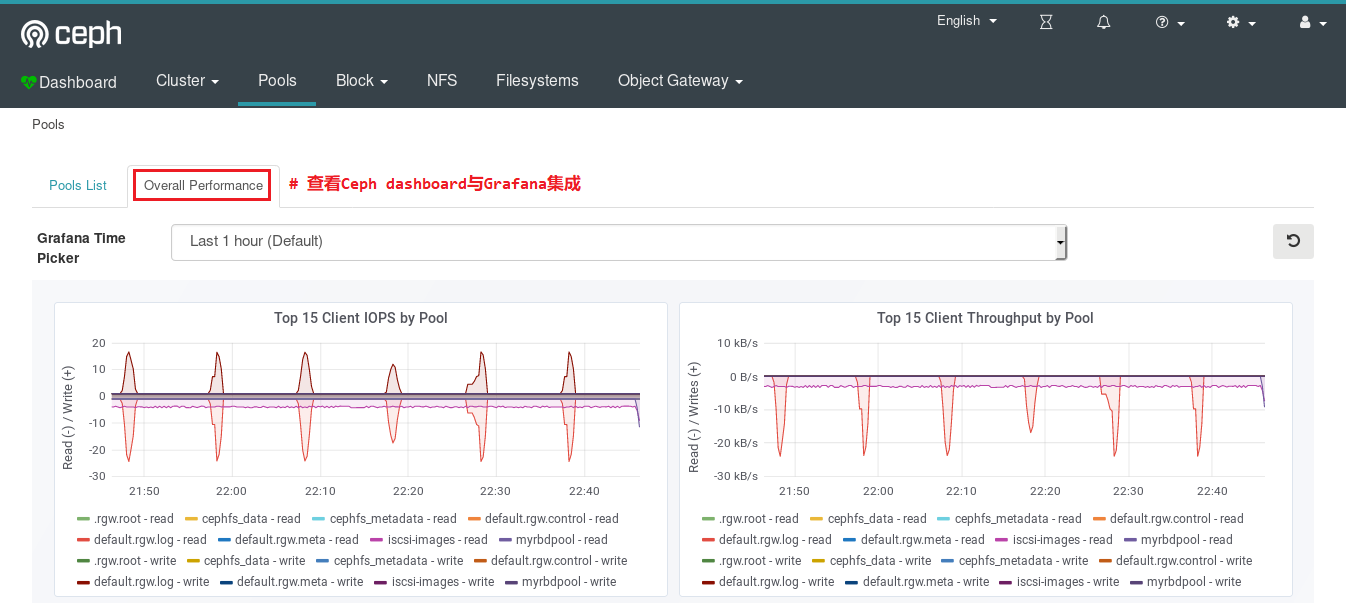 ceph
English
Dashboard Cluster Pools Block NFS Filesystems Object Gateway
Pools
Pools List Overall Performance # 查看Ceph dashboard与Grafana集成
Grafana Time
Picker
Last 1 hour (Default)
Top 15 Client IOPS by Pool
Read (-) / Write (+)
20
10
0
-10
-20
-30
21:50 22:00 22:10 22:20 22:30 22:40
.rgw.root - read cephfs_data - read cephfs_metadata - read default.rgw.control - read
default.rgw.log - read default.rgw.meta - read iscsi-images - read myrbdpool - read
.rgw.root - write cephfs_data - write cephfs_metadata - write default.rgw.control - write
default.rgw.log - write default.rgw.meta - write iscsi-images - write myrbdpool - write
Top 15 Client Throughput by Pool
Read (-) / Writes (+)
10 kB/s
0 B/s
-10 kB/s
-20 kB/s
-30 kB/s
21:50 22:00 22:10 22:20 22:30 22:40
.rgw.root - read cephfs_data - read cephfs_metadata - read default.rgw.control - read
default.rgw.log - read default.rgw.meta - read iscsi-images - read myrbdpool - read
.rgw.root - write cephfs_data - write cephfs_metadata - write default.rgw.control - write
default.rgw.log - write default.rgw.meta - write iscsi-images - write myrbdpool - write